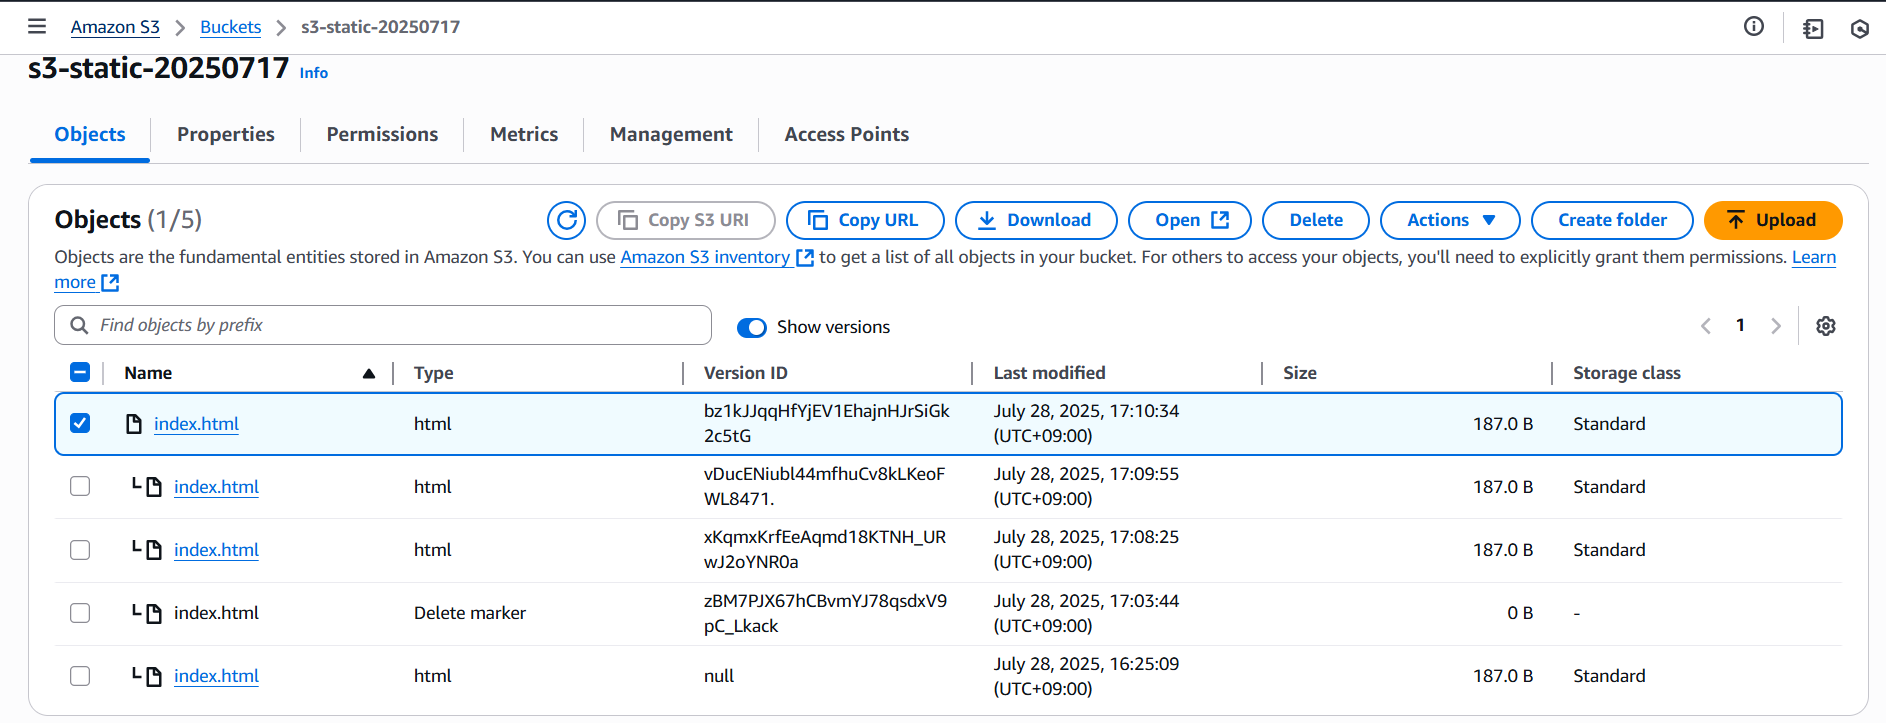 Amazon S3 > Buckets > s3-static-20250717
s3-static-20250717 Info
Objects Properties Permissions Metrics Management Access Points
Objects (1/5) Copy S3 URI Copy URL Download Open Delete Actions Create folder Upload
Objects are the fundamental entities stored in Amazon S3. You can use Amazon S3 inventory to get a list of all objects in your bucket. For others to access your objects, you'll need to explicitly grant them permissions. Learn
more
Find objects by prefix Show versions 1
Name Type Version ID Last modified Size Storage class
index.html html bz1kJJqqHfYjEV1EhajnHJrSiGk July 28, 2025, 17:10:34 187.0 B Standard
2c5tG (UTC+09:00)
index.html html vDucENiubl44mfhuCv8kLKeoF July 28, 2025, 17:09:55 187.0 B Standard
WL8471. (UTC+09:00)
index.html html xKqmxKrfEeAqmd18KTNH_UR July 28, 2025, 17:08:25 187.0 B Standard
wJ2oYNR0a (UTC+09:00)
index.html Delete marker zBM7PJX67hCBvmYJ78qsdxV9 July 28, 2025, 17:03:44 0 B -
pC_Lkack (UTC+09:00)
index.html html null July 28, 2025, 16:25:09 187.0 B Standard
(UTC+09:00)